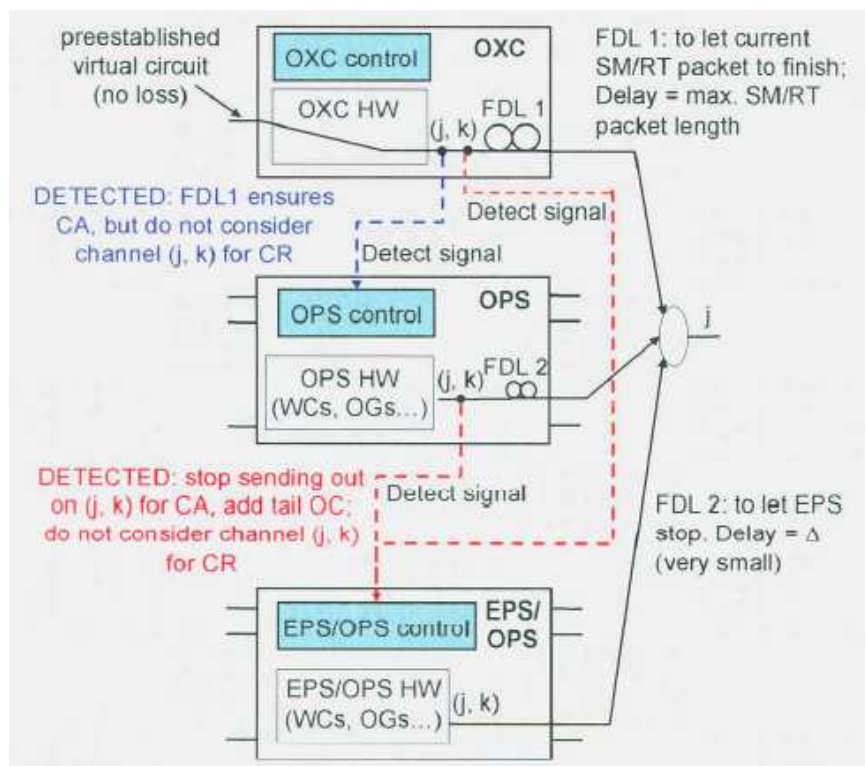 preestablished
virtual circuit
(no loss)
OXC control
OXC
OXC HW
(j, k)
FDL 1
FDL 1: to let current
SM/RT packet to finish;
Delay = max. SM/RT
packet length
DETECTED: FDL1 ensures
CA, but do not consider
channel (j, k) for CR
Detect signal
Detect signal
OPS control
OPS
OPS HW
(WCs, OGs...)
(j, k)
FDL 2
j
DETECTED: stop sending out
on (j, k) for CA, add tail OC;
do not consider channel (j, k)
for CR
Detect signal
FDL 2: to let EPS
stop. Delay = Δ
(very small)
EPS/OPS control
EPS/
OPS
EPS/OPS HW
(WCs, OGs...)
(j, k)